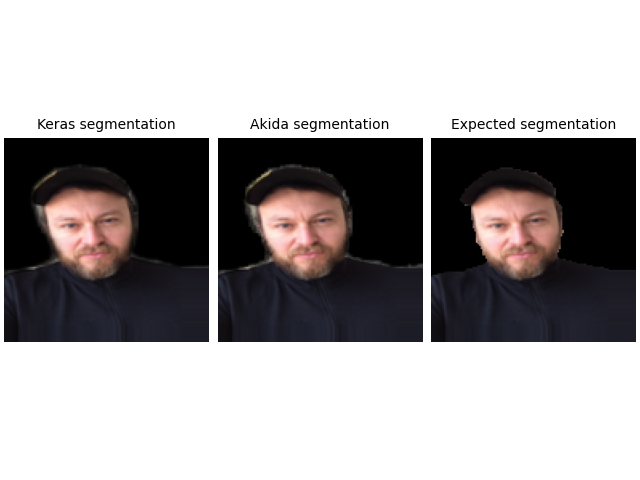 Keras segmentation
Akida segmentation
Expected segmentation